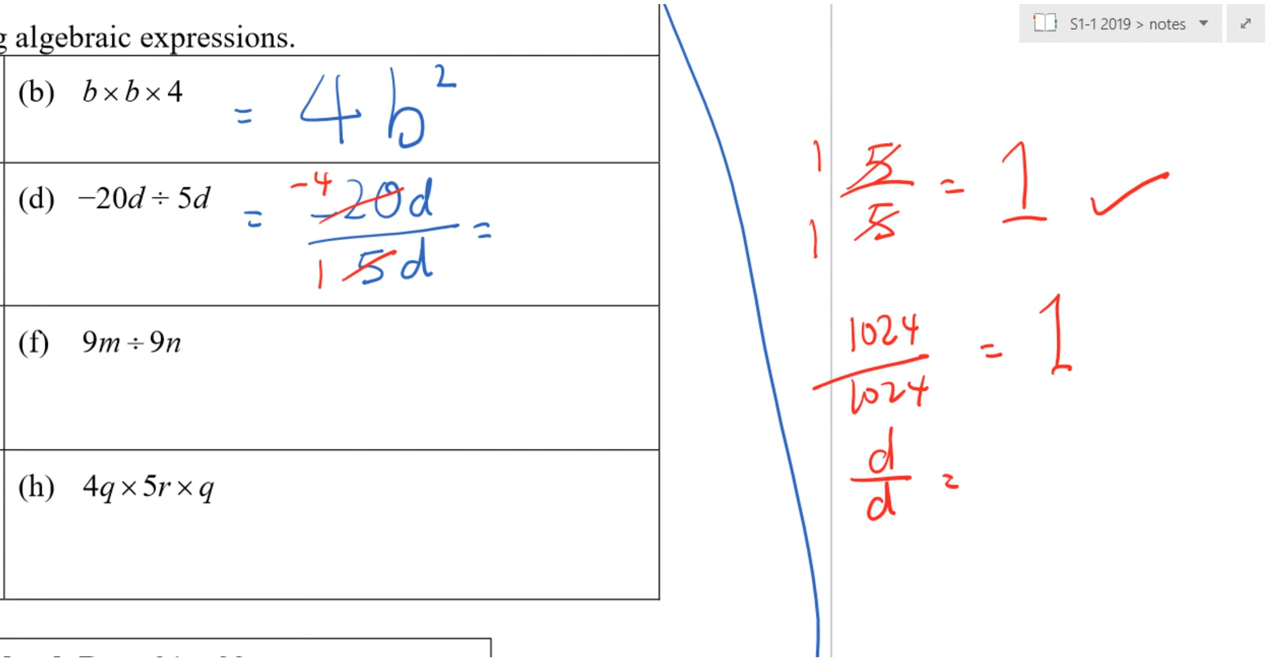 algebraic expressions.
(b) b × b × 4 = 4b²
(d) −20d ÷ 5d = −20d / 5d =
−4
1
(f) 9m ÷ 9n
(h) 4q × 5r × q
S1-1 2019 > notes
1 5 / 1 5 = 1 ✓
1024 / 1024 = 1
d / d =